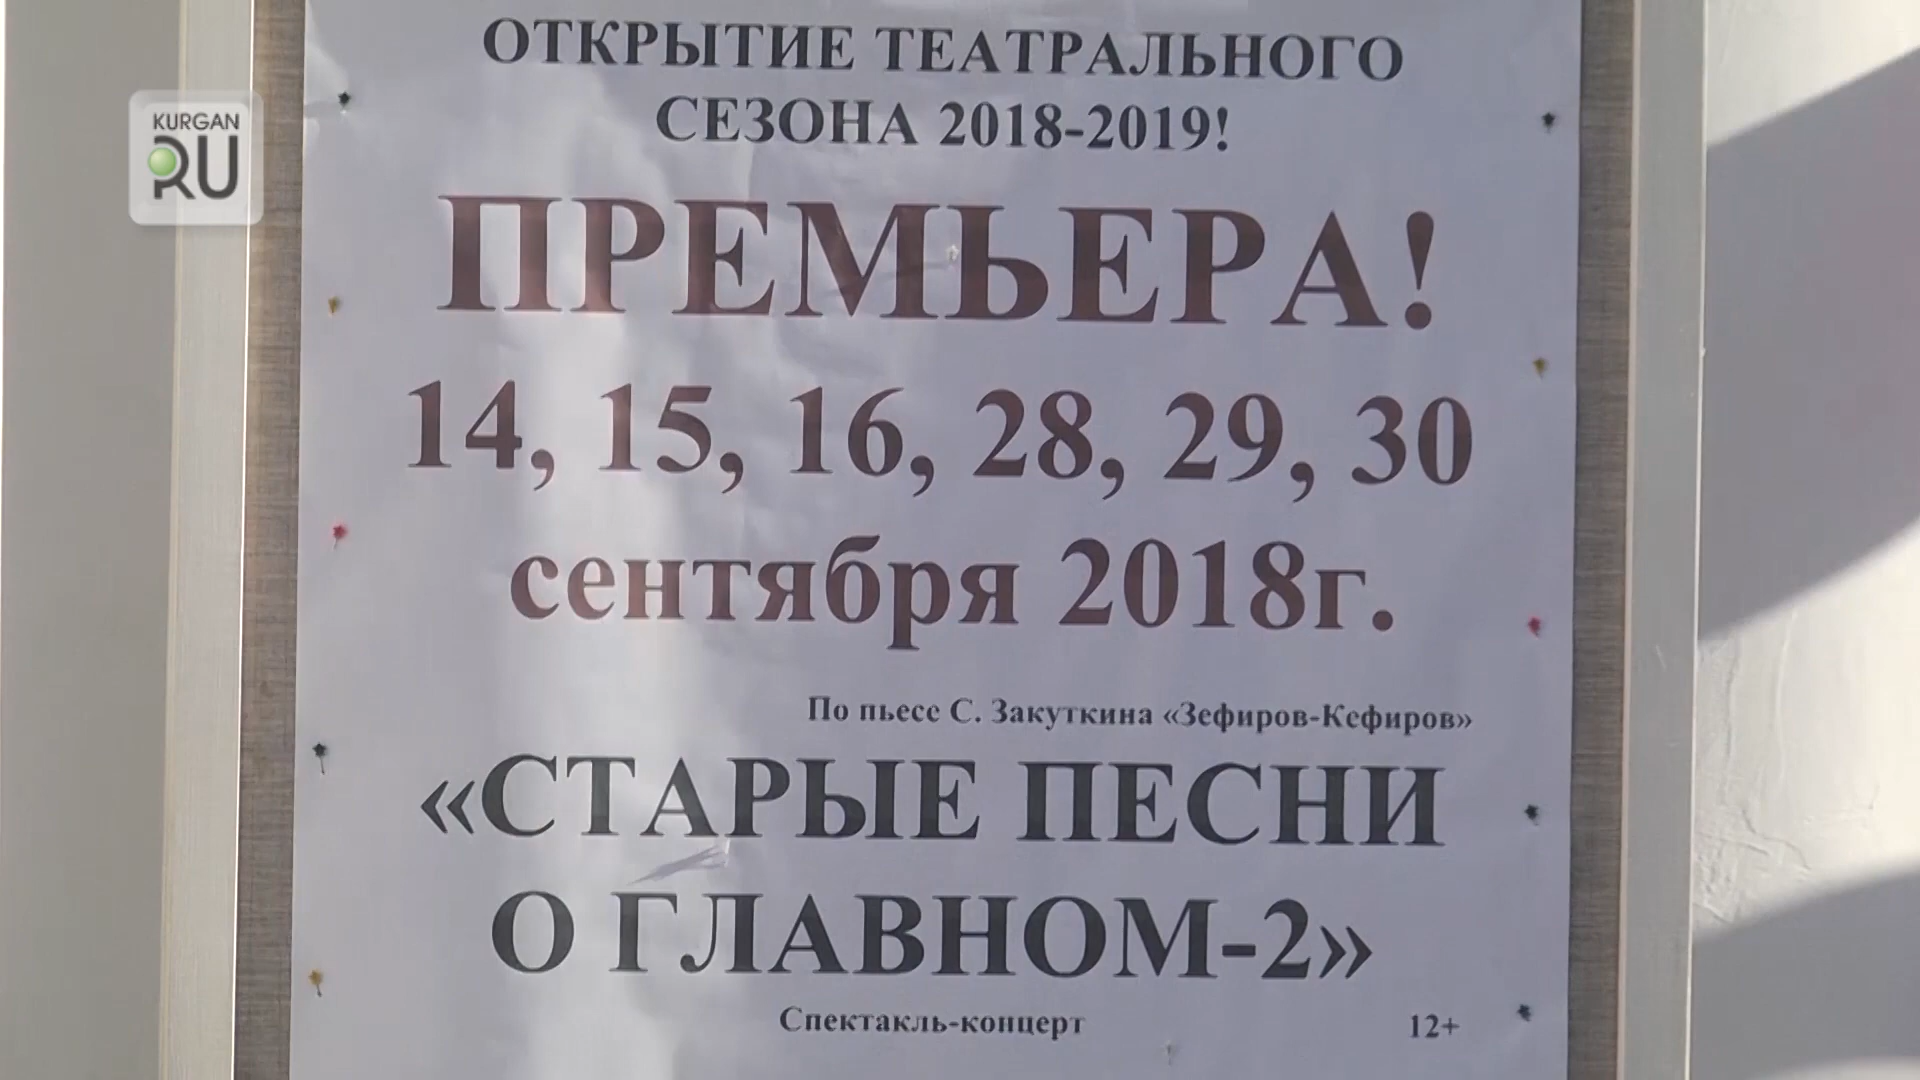 ОТКРЫТИЕ ТЕАТРАЛЬНОГО
СЕЗОНА 2018-2019!
KURGAN
RU
ПРЕМЬЕРА!
14, 15, 16, 28, 29, 30
сентября 2018г.
По пьесе С. Закуткина «Зефиров-Кефиров»
«СТАРЫЕ ПЕСНИ
О ГЛАВНОМ-2»
Спектакль-концерт 12+